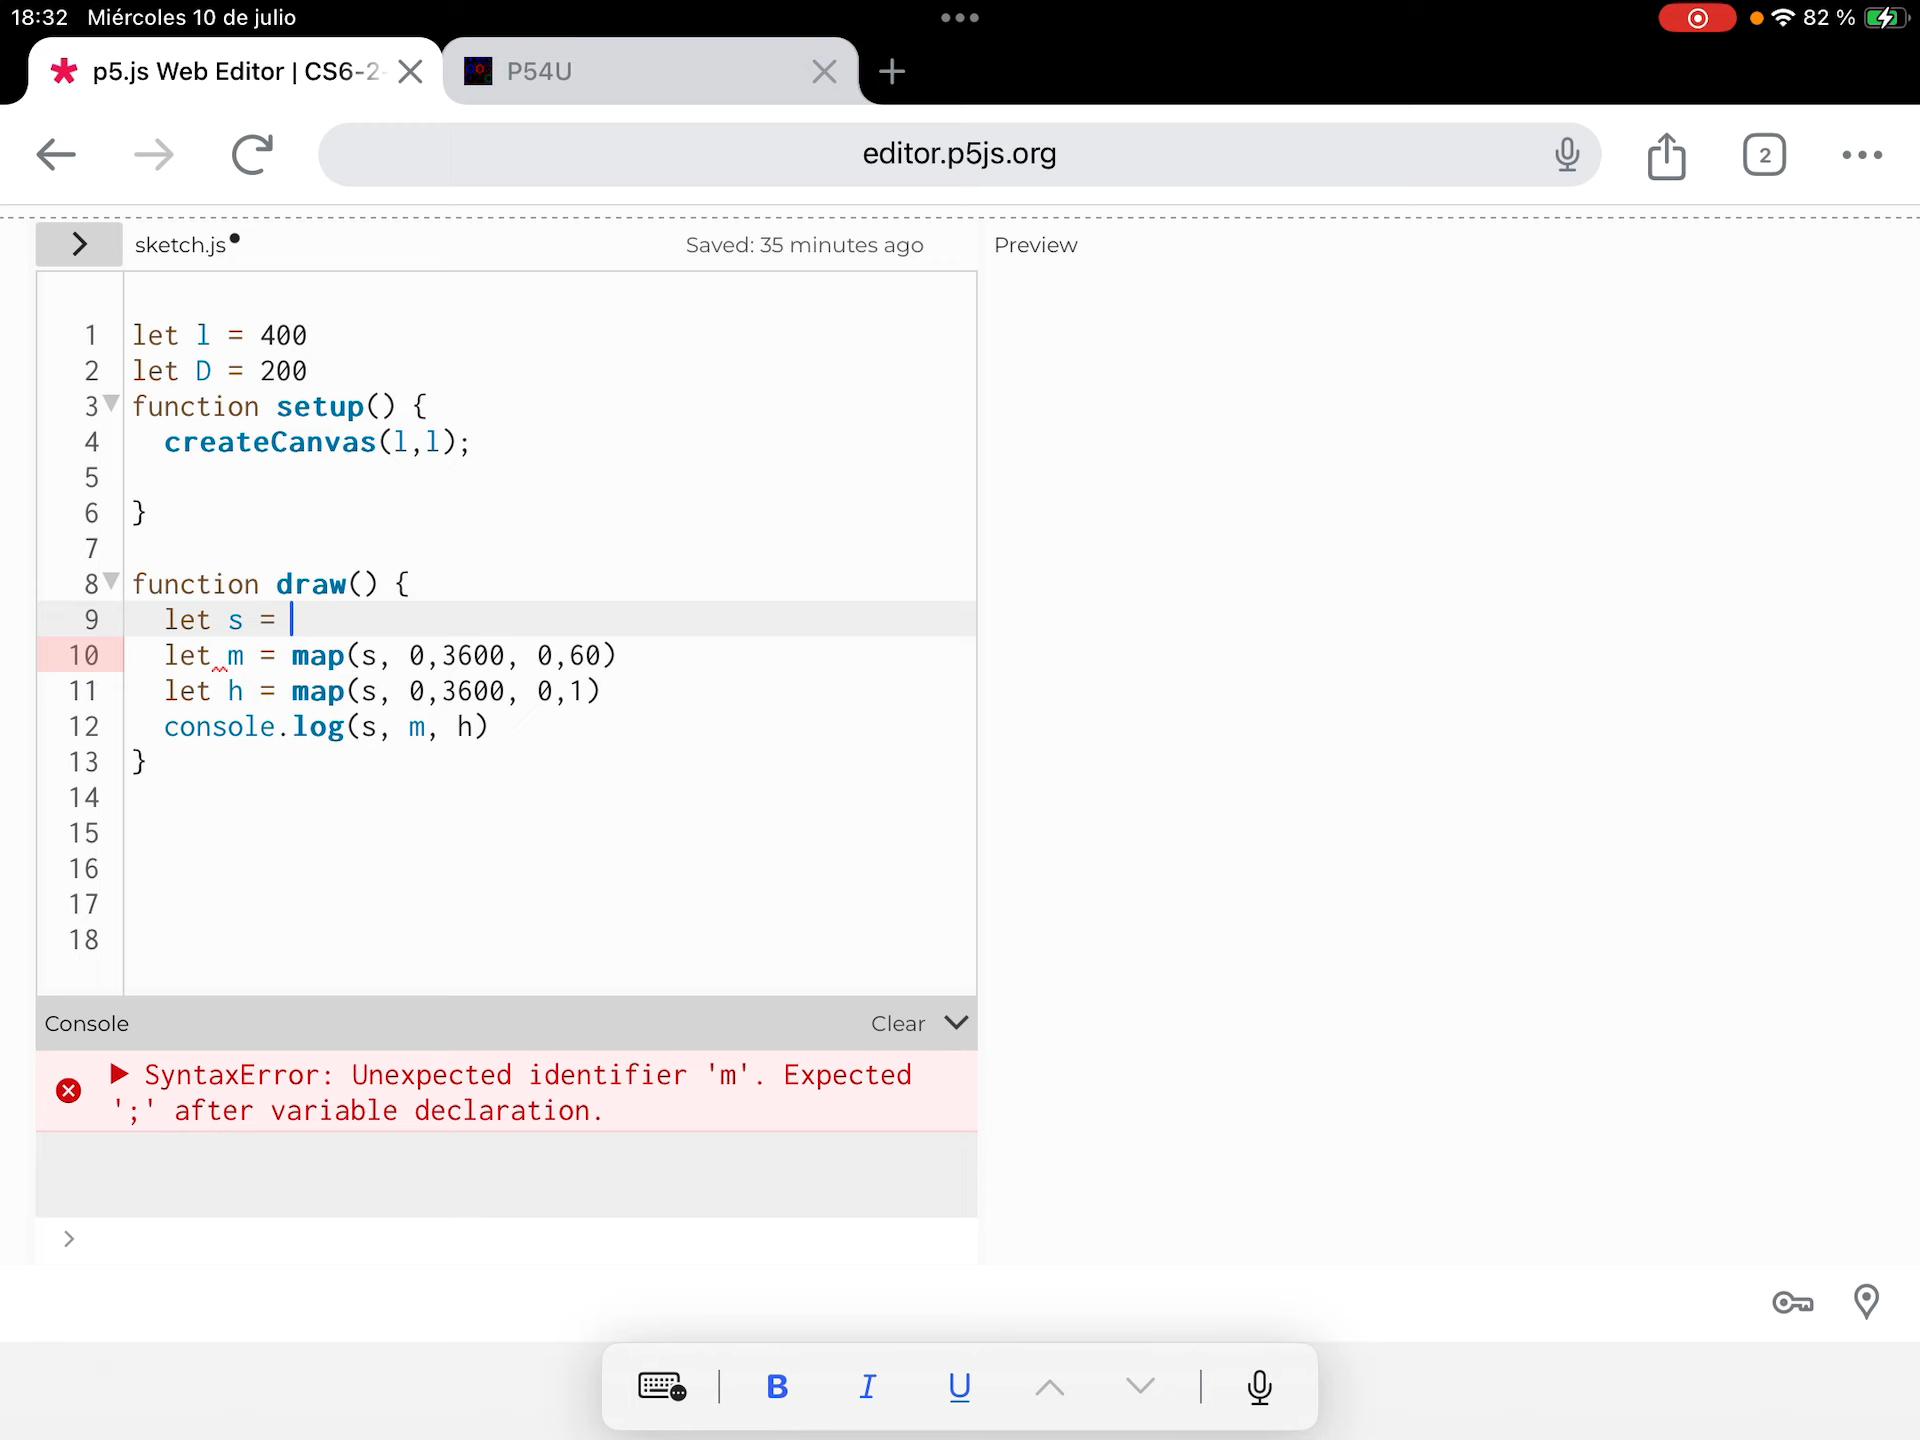 18:32 Miércoles 10 de julio
82 %
p5.js Web Editor | CS6-2-
P54U
editor.p5js.org
2
sketch.js
Saved: 35 minutes ago
Preview
1 let l = 400
2 let D = 200
3 function setup() {
4 createCanvas(l,l);
5
6 }
7
8 function draw() {
9 let s =
10 let m = map(s, 0,3600, 0,60)
11 let h = map(s, 0,3600, 0,1)
12 console.log(s, m, h)
13 }
14
15
16
17
18
Console
Clear
SyntaxError: Unexpected identifier 'm'. Expected
';' after variable declaration.
>
B I U